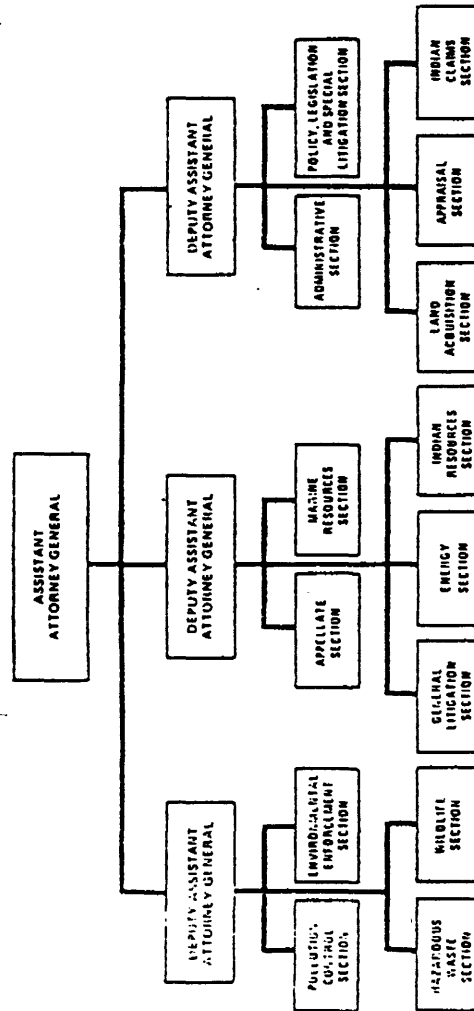 ASSISTANT
ATTORNEY GENERAL
DEPUTY ASSISTANT
ATTORNEY GENERAL
DEPUTY ASSISTANT
ATTORNEY GENERAL
DEPUTY ASSISTANT
ATTORNEY GENERAL
POLLUTION
CONTROL
SECTION
ENVIRONMENTAL
ENFORCEMENT
SECTION
APPELLATE
SECTION
MARINE
RESOURCES
SECTION
ADMINISTRATIVE
SECTION
POLICY, LEGISLATION
AND SPECIAL
LITIGATION SECTION
HAZARDOUS
WASTE
SECTION
WILDLIFE
SECTION
GENERAL
LITIGATION
SECTION
ENERGY
SECTION
INDIAN
RESOURCES
SECTION
LAND
ACQUISITION
SECTION
APPRAISAL
SECTION
INDIAN
CLAIMS
SECTION